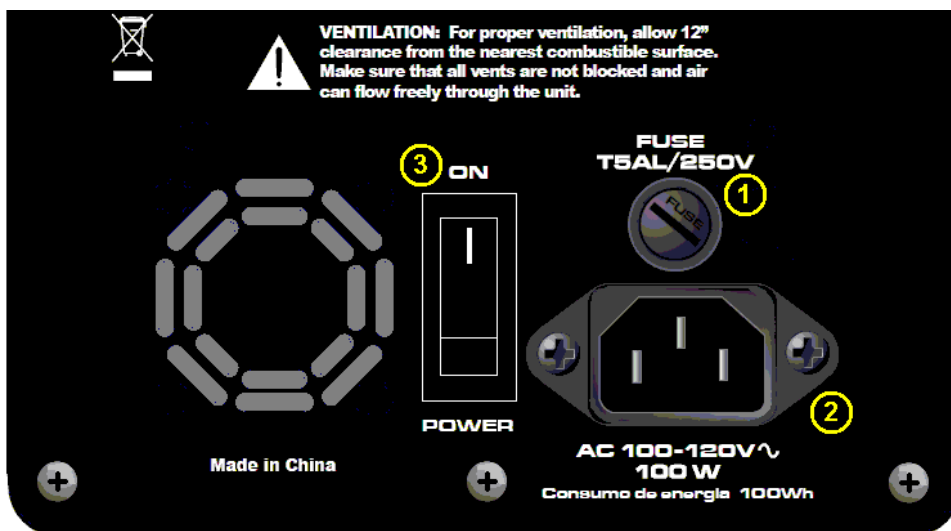 VENTILATION: For proper ventilation, allow 12”
clearance from the nearest combustible surface.
Make sure that all vents are not blocked and air
can flow freely through the unit.
FUSE
T5AL/250V
3
ON
1
FUSE
2
POWER
AC 100-120V∿
100 W
Consumo de energia 100Wh
Made in China